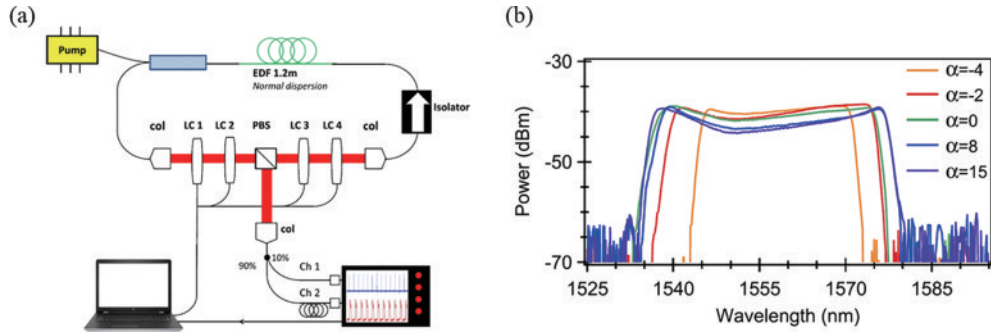 (a)
Pump
EDF 1.2m
Normal dispersion
Isolator
col
LC 1
LC 2
PBS
LC 3
LC 4
col
col
90%
10%
Ch 1
Ch 2
(b)
Power (dBm)
-30
-50
-70
α=-4
α=-2
α=0
α=8
α=15
1525
1540
1555
1570
1585
Wavelength (nm)